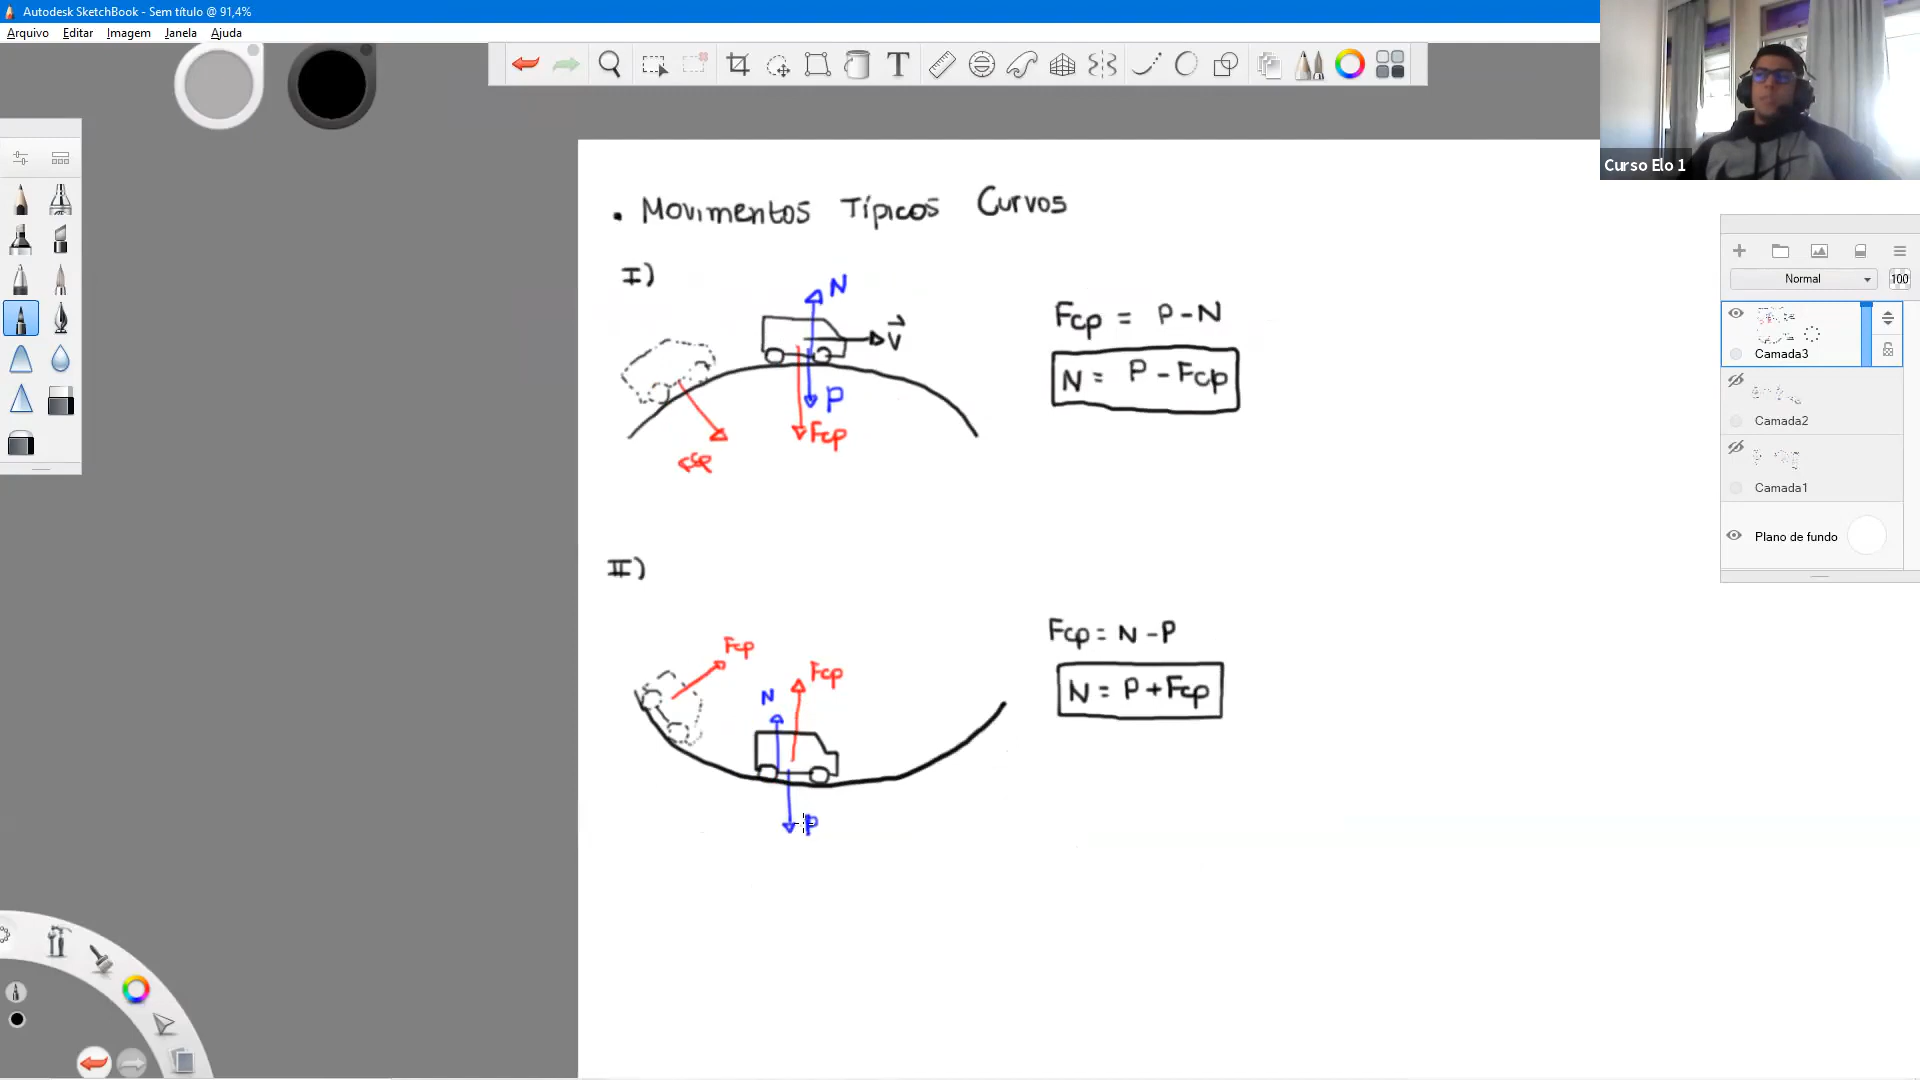 Autodesk SketchBook - Sem título @ 91,4%
Arquivo Editar Imagem Janela Ajuda
Curso Elo 1
• Movimentos Típicos Curvos
I)
N
V
P
Fcp
Fcp = P - N
N = P - Fcp
II)
Fcp
Fcp
N
P
Fcp = N - P
N = P + Fcp
Normal 100
Camada3
Camada2
Camada1
Plano de fundo